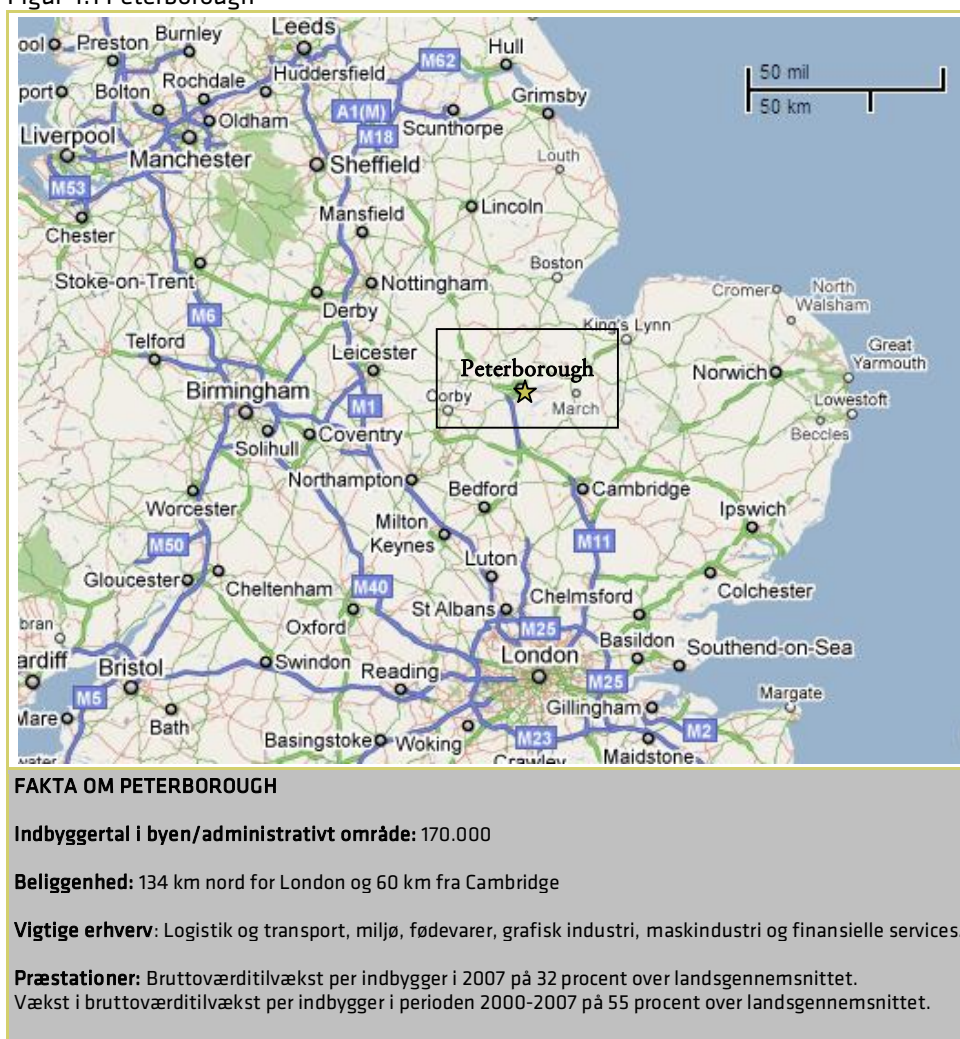 Figur 4.1 Peterborough
ool Preston Burnley Leeds Hull
M62
50 mil
50 km
port Bolton Rochdale Huddersfield
Grimsby
A1(M)
Oldham Scunthorpe
Liverpool M18
Manchester Sheffield Louth
M53
Mansfield Lincoln
Chester
Boston
Stoke-on-Trent Nottingham
Cromer North
Walsham
M6 Derby
King's Lynn
Telford Leicester Great
Yarmouth
Peterborough Norwich
Birmingham Corby
M1 March Lowestoft
Solihull Coventry Beccles
Northampton Bedford Cambridge
Worcester Ipswich
Milton
Keynes
M50 M11
Luton
Gloucester Cheltenham M40 Colchester
St Albans Chelmsford
bran Oxford M25
Basildon
ardiff Bristol Swindon Reading London Southend-on-Sea
M25
M5 Margate
Mare Bath Gillingham
M2
Basingstoke Woking M23
water Crawley Maidstone
FAKTA OM PETERBOROUGH
Indbyggertal i byen/administrativt område: 170.000
Beliggenhed: 134 km nord for London og 60 km fra Cambridge
Vigtige erhverv: Logistik og transport, miljø, fødevarer, grafisk industri, maskindustri og finansielle services.
Præstationer: Bruttoværditilvækst per indbygger i 2007 på 32 procent over landsgennemsnittet.
Vækst i bruttoværditilvækst per indbygger i perioden 2000-2007 på 55 procent over landsgennemsnittet.